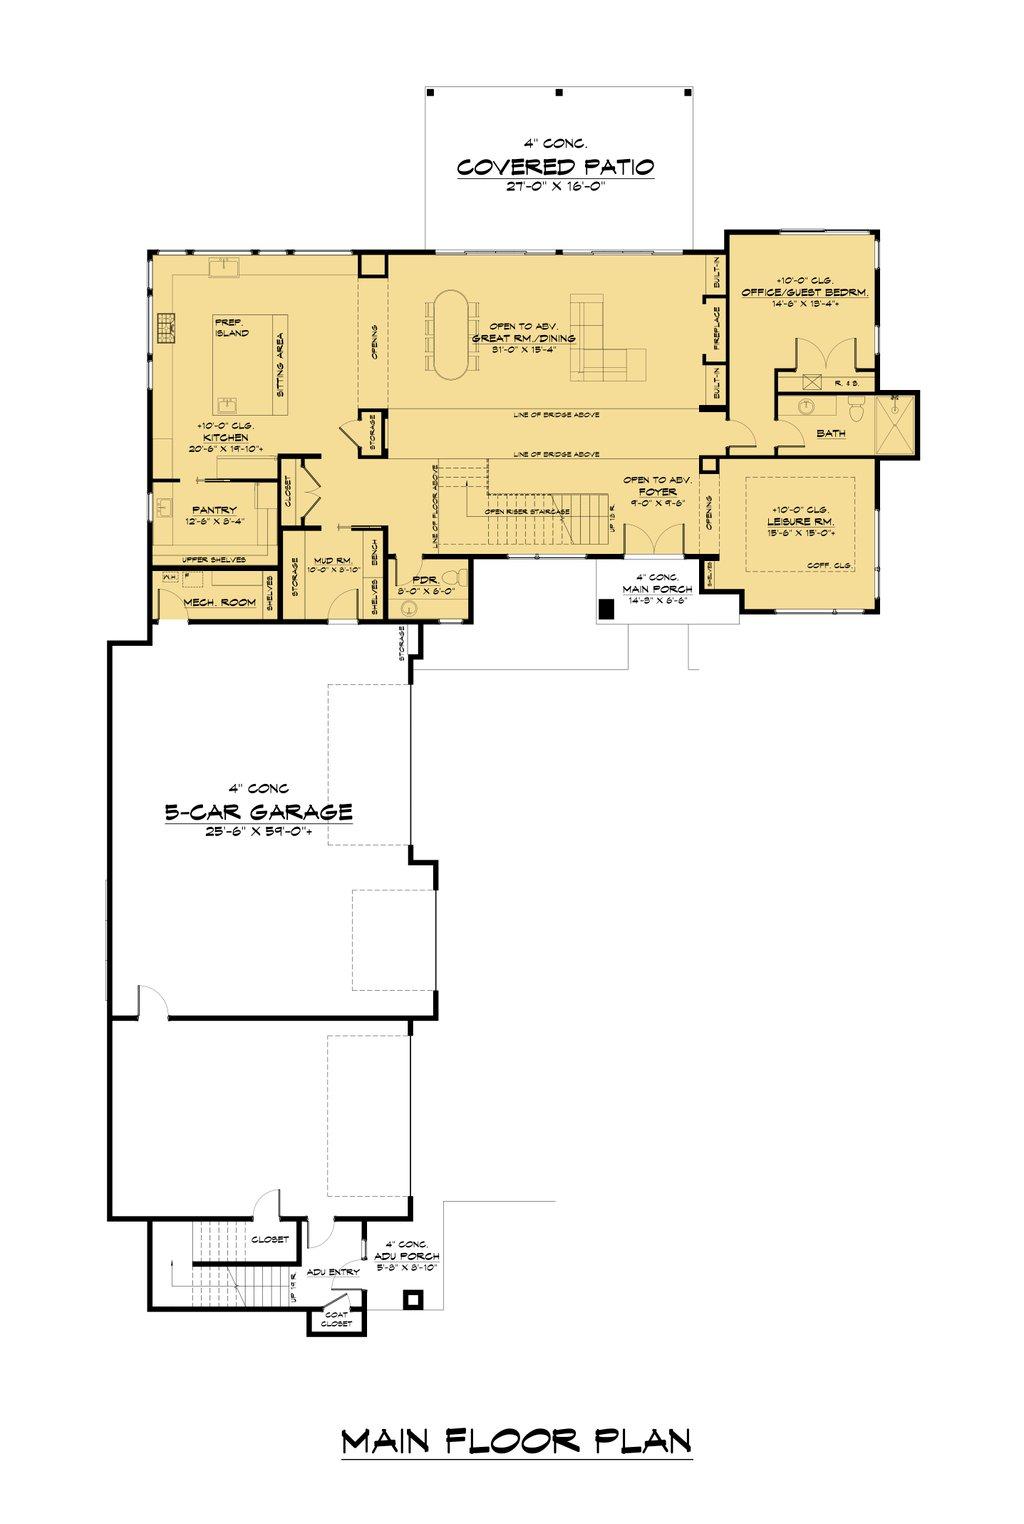 4" CONC.
COVERED PATIO
27'-0" X 16'-0"
BUILT-IN
+10'-0" CLG.
OFFICE/GUEST BEDRM.
14'-6" X 13'-4"+
PREP.
ISLAND
SITTING AREA
OPENING
OPEN TO ABV.
GREAT RM./DINING
31'-0" X 15'-4"
FIREPLACE
BUILT-IN
R. & S.
LINE OF BRIDGE ABOVE
+10'-0" CLG.
KITCHEN
20'-6" X 19'-10"+
STORAGE
BATH
LINE OF BRIDGE ABOVE
CLOSET
LINE OF FLOOR ABOVE
OPEN TO ABV.
FOYER
9'-0" X 9'-6"
OPENING
PANTRY
12'-6" X 8'-4"
OPEN RISER STAIRCASE
UP 18 R
+10'-0" CLG.
LEISURE RM.
15'-6" X 15'-0"+
COFF. CLG.
UPPER SHELVES
STORAGE
MUD RM.
10'-0" X 8'-10"
BENCH
SHELVES
PDR.
8'-0" X 6'-0"
4" CONC.
MAIN PORCH
14'-3" X 6'-6"
SHELVES
H.W.
F
MECH. ROOM
SHELVES
STORAGE
4" CONC
5-CAR GARAGE
25'-6" X 59'-0"+
CLOSET
4" CONC.
ADU PORCH
5'-8" X 8'-10"
ADU ENTRY
UP 19 R
COAT
CLOSET
MAIN FLOOR PLAN